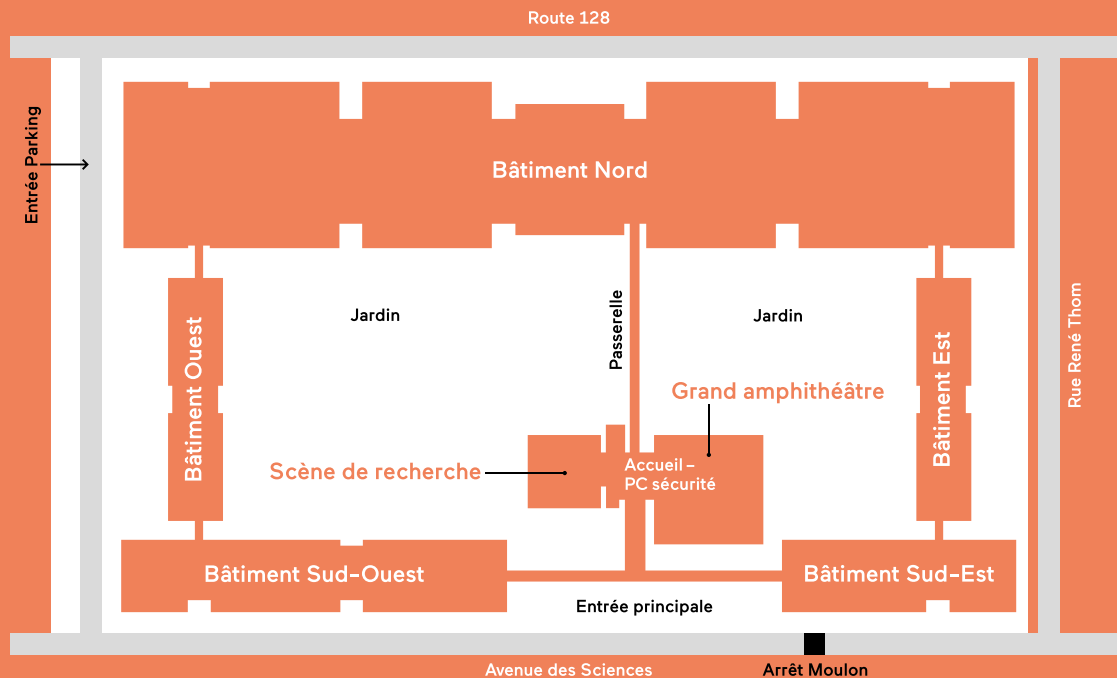 Route 128
Entrée Parking
Bâtiment Nord
Jardin
Passerelle
Jardin
Rue René Thom
Bâtiment Ouest
Bâtiment Est
Grand amphithéâtre
Scène de recherche
Accueil –
PC sécurité
Bâtiment Sud-Ouest
Bâtiment Sud-Est
Entrée principale
Avenue des Sciences
Arrêt Moulon